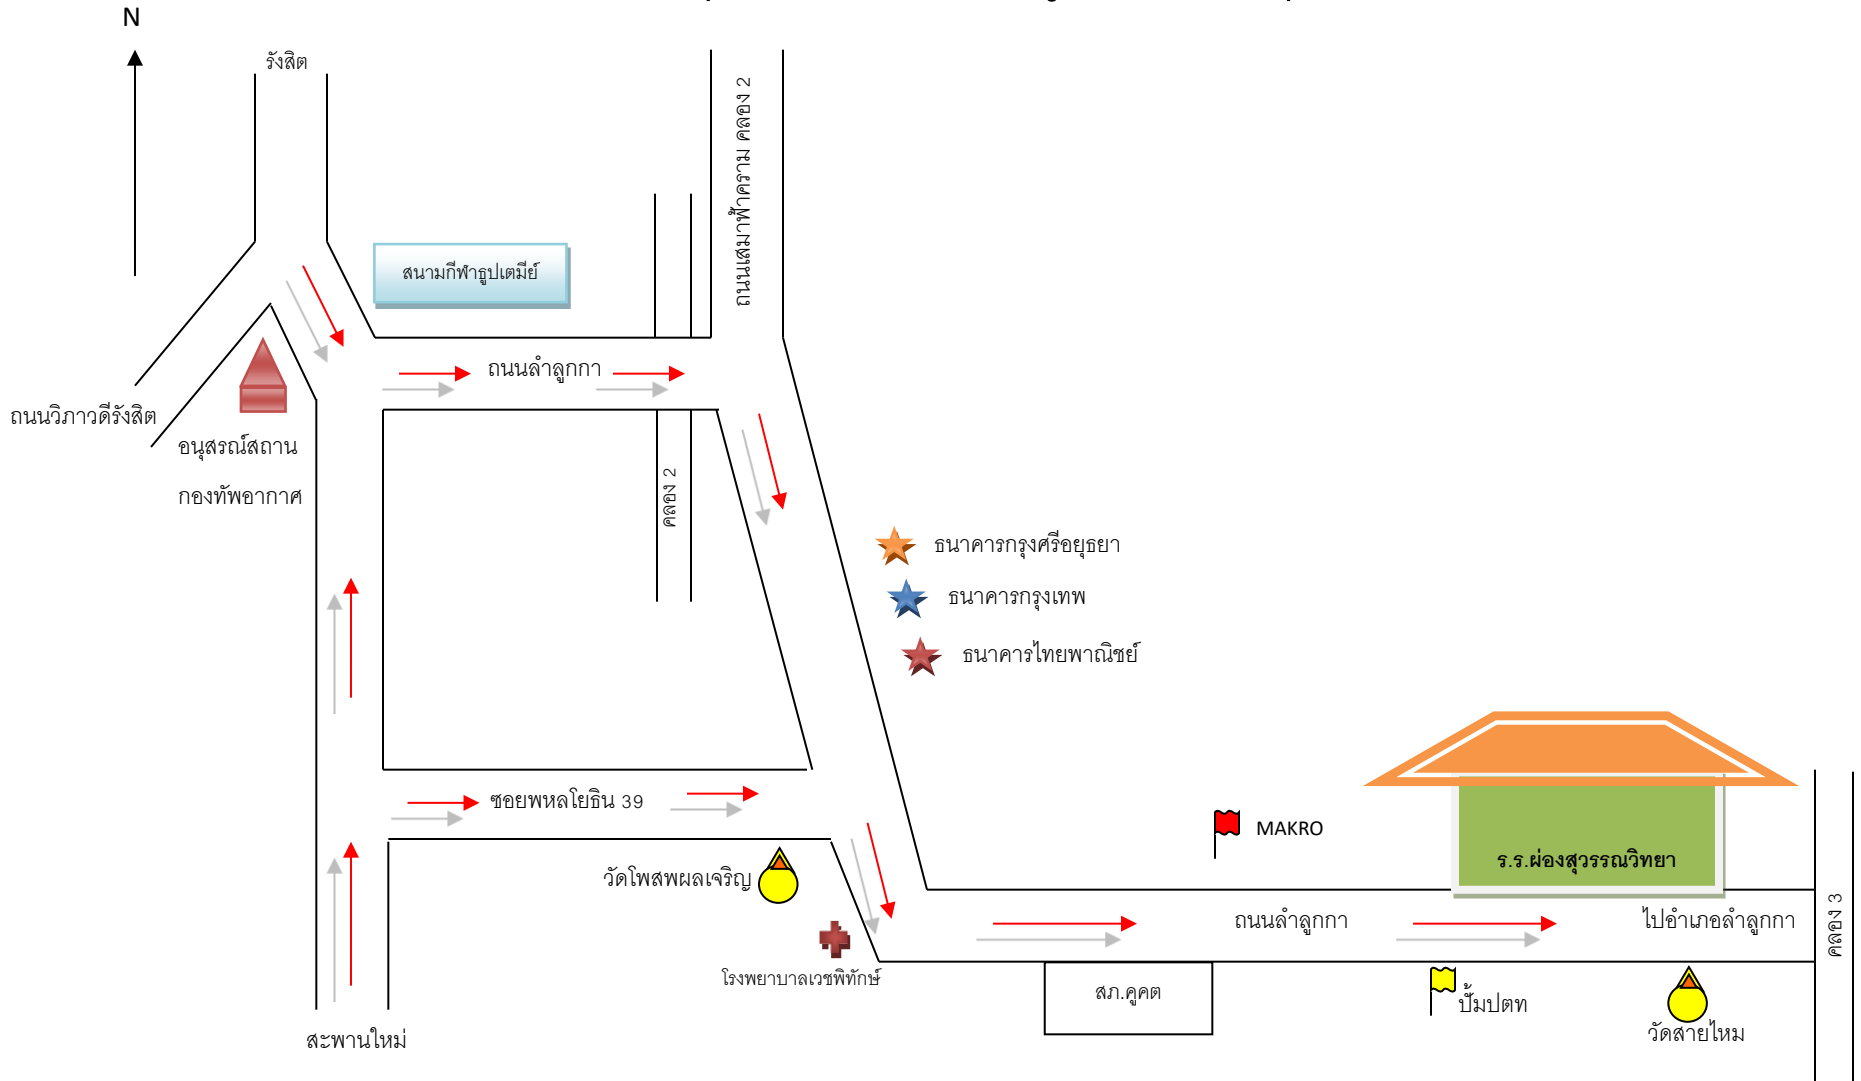 N
รังสิต
ถนนเสมาฟ้าคราม คลอง 2
สนามกีฬาธูปเตมีย์
ถนนลำลูกกา
ถนนวิภาวดีรังสิต
อนุสรณ์สถาน
กองทัพอากาศ
คลอง 2
ธนาคารกรุงศรีอยุธยา
ธนาคารกรุงเทพ
ธนาคารไทยพาณิชย์
ซอยพหลโยธิน 39
MAKRO
ร.ร.ผ่องสุวรรณวิทยา
วัดโพสพผลเจริญ
ถนนลำลูกกา
ไปอำเภอลำลูกกา
คลอง 3
โรงพยาบาลเวชพิทักษ์
สภ.คูคต
ปั้มปตท
วัดสายไหม
สะพานใหม่